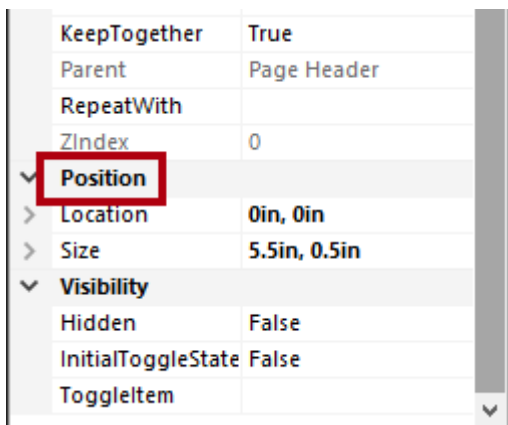 KeepTogether True
Parent Page Header
RepeatWith
ZIndex 0
Position
Location 0in, 0in
Size 5.5in, 0.5in
Visibility
Hidden False
InitialToggleState False
ToggleItem